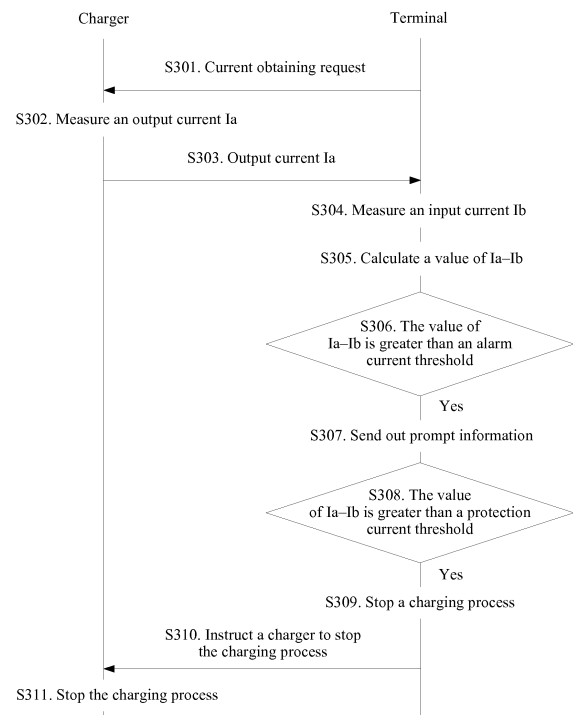 Charger
Terminal
S301. Current obtaining request
S302. Measure an output current Ia
S303. Output current Ia
S304. Measure an input current Ib
S305. Calculate a value of Ia–Ib
S306. The value of
Ia–Ib is greater than an alarm
current threshold
Yes
S307. Send out prompt information
S308. The value
of Ia–Ib is greater than a protection
current threshold
Yes
S309. Stop a charging process
S310. Instruct a charger to stop
the charging process
S311. Stop the charging process